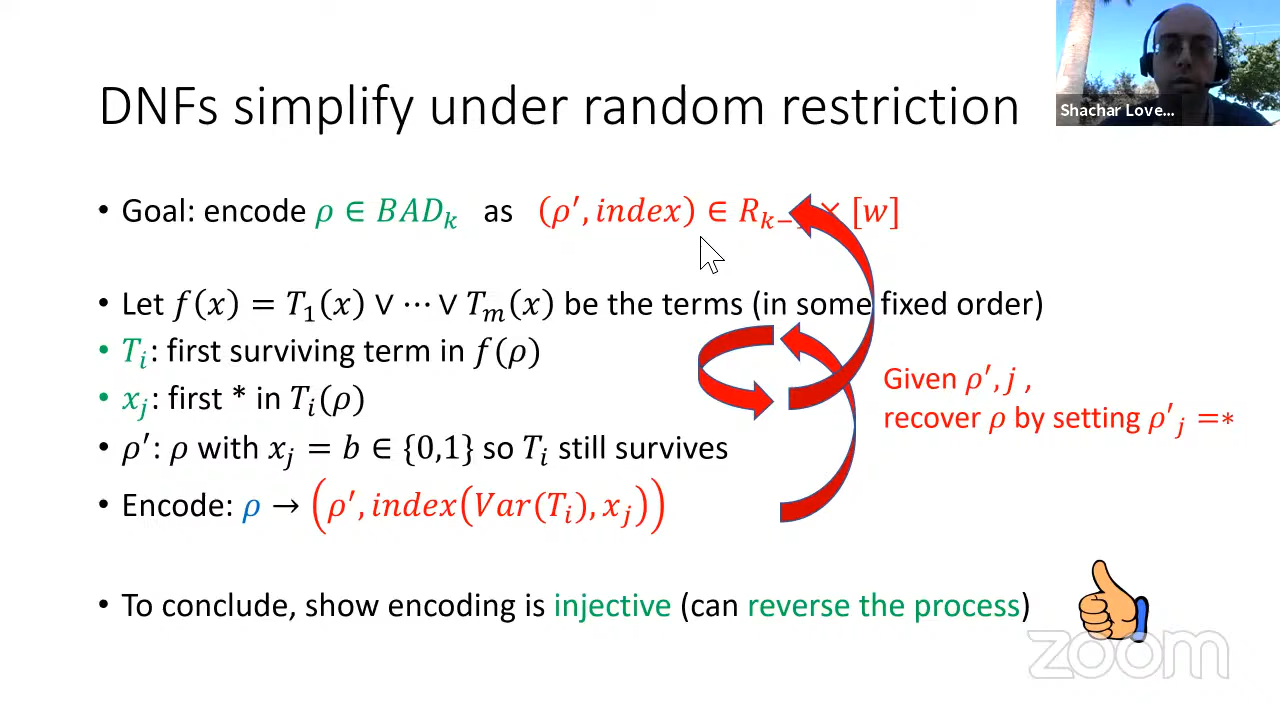 DNFs simplify under random restriction
Shachar Love...
• Goal: encode ρ ∈ BAD_k as (ρ′, index) ∈ R_{k− × [w]
• Let f(x) = T_1(x) ∨ ⋯ ∨ T_m(x) be the terms (in some fixed order)
• T_i: first surviving term in f(ρ)
• x_j: first * in T_i(ρ)
• ρ′: ρ with x_j = b ∈ {0,1} so T_i still survives
• Encode: ρ → (ρ′, index(Var(T_i), x_j))
Given ρ′, j ,
recover ρ by setting ρ′_j =*
• To conclude, show encoding is injective (can reverse the process)
zoom